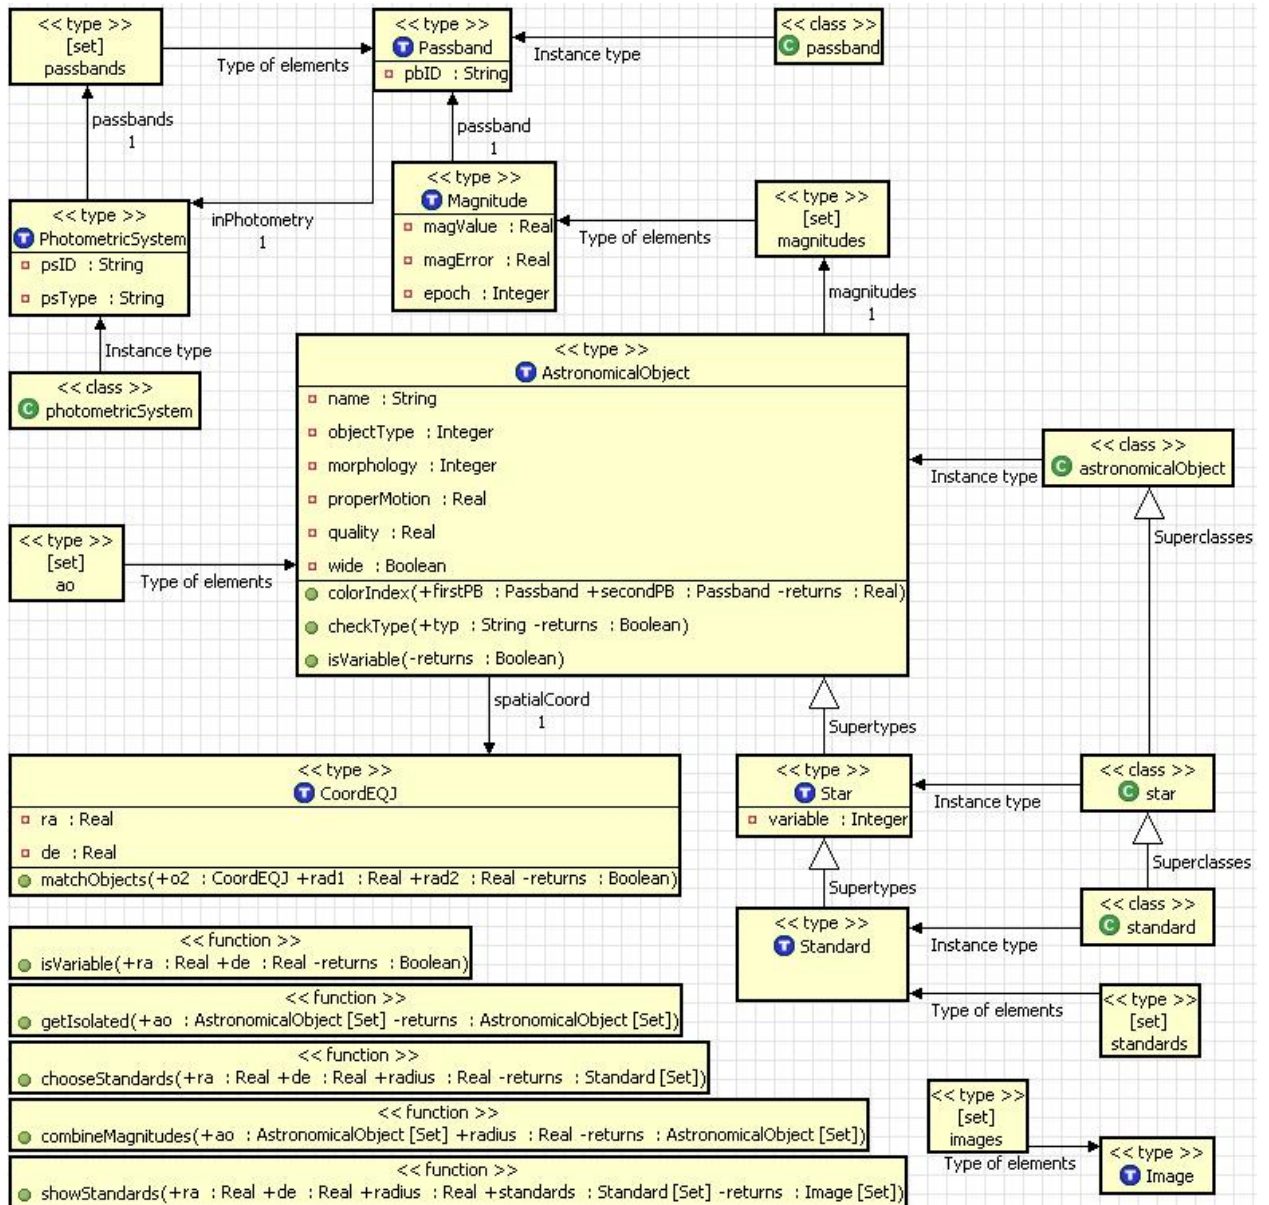 << type >>
[set]
passbands
Type of elements
<< type >>
Passband
pbID : String
Instance type
<< class >>
passband
passbands
1
passband
1
inPhotometry
1
<< type >>
PhotometricSystem
psID : String
psType : String
Instance type
<< class >>
photometricSystem
<< type >>
Magnitude
magValue : Real
magError : Real
epoch : Integer
Type of elements
<< type >>
[set]
magnitudes
magnitudes
1
<< type >>
AstronomicalObject
name : String
objectType : Integer
morphology : Integer
properMotion : Real
quality : Real
wide : Boolean
colorIndex(+firstPB : Passband +secondPB : Passband -returns : Real)
checkType(+typ : String -returns : Boolean)
isVariable(-returns : Boolean)
<< type >>
[set]
ao
Type of elements
Instance type
<< class >>
astronomicalObject
Superclasses
spatialCoord
1
Supertypes
<< type >>
CoordEQJ
ra : Real
de : Real
matchObjects(+o2 : CoordEQJ +rad1 : Real +rad2 : Real -returns : Boolean)
<< type >>
Star
variable : Integer
Instance type
<< class >>
star
Supertypes
Superclasses
<< type >>
Standard
Instance type
<< class >>
standard
Type of elements
<< type >>
[set]
standards
<< function >>
isVariable(+ra : Real +de : Real -returns : Boolean)
<< function >>
getIsolated(+ao : AstronomicalObject [Set] -returns : AstronomicalObject [Set])
<< function >>
chooseStandards(+ra : Real +de : Real +radius : Real -returns : Standard [Set])
<< function >>
combineMagnitudes(+ao : AstronomicalObject [Set] +radius : Real -returns : AstronomicalObject [Set])
<< function >>
showStandards(+ra : Real +de : Real +radius : Real +standards : Standard [Set] -returns : Image [Set])
<< type >>
[set]
images
Type of elements
<< type >>
Image